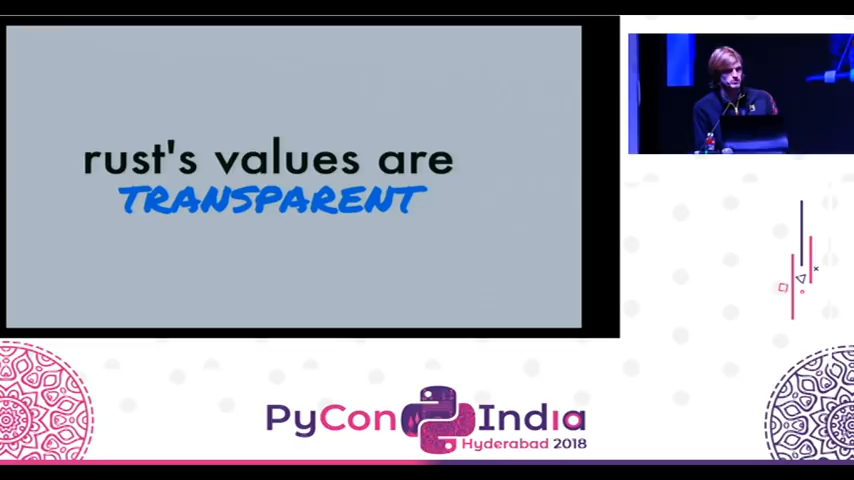 rust's values are
TRANSPARENT
PyCon India
Hyderabad 2018